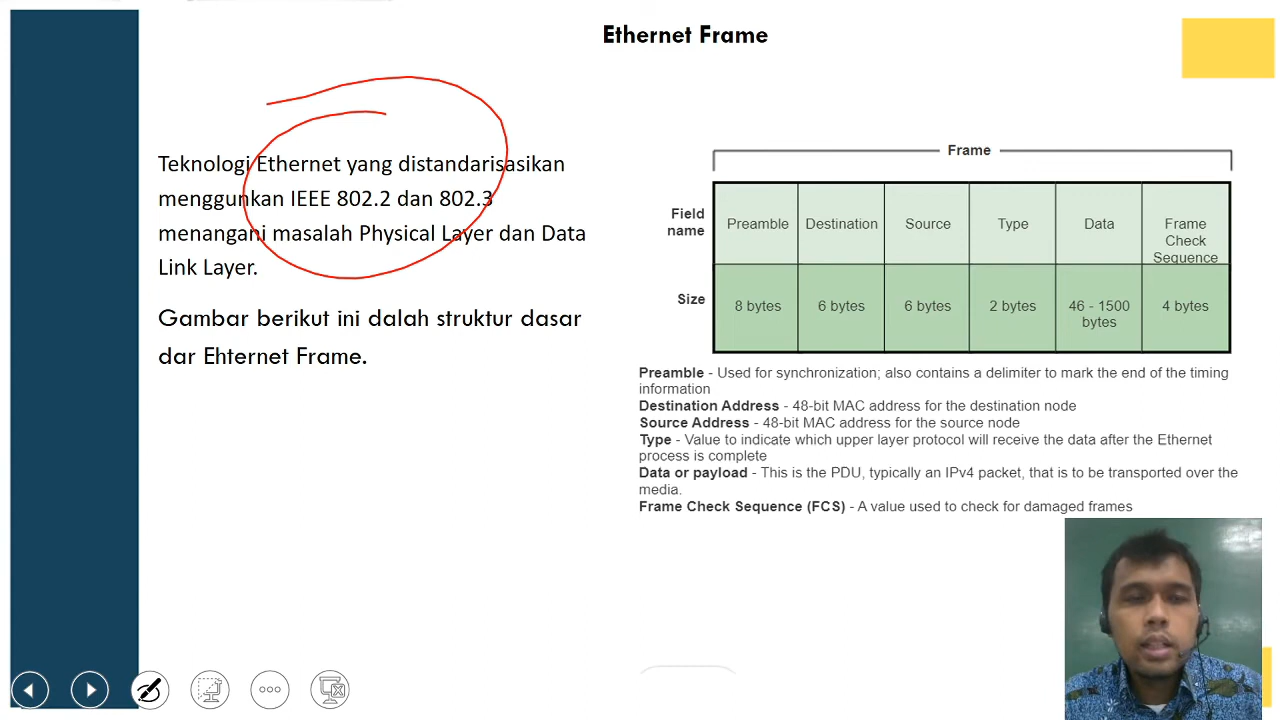 Ethernet Frame
Teknologi Ethernet yang distandarisasikan
menggunkan IEEE 802.2 dan 802.3
menangani masalah Physical Layer dan Data
Link Layer.
Gambar berikut ini dalah struktur dasar
dar Ehternet Frame.
Frame
Field name Preamble Destination Source Type Data Frame Check Sequence
Size 8 bytes 6 bytes 6 bytes 2 bytes 46 - 1500 bytes 4 bytes
Preamble - Used for synchronization; also contains a delimiter to mark the end of the timing
information
Destination Address - 48-bit MAC address for the destination node
Source Address - 48-bit MAC address for the source node
Type - Value to indicate which upper layer protocol will receive the data after the Ethernet
process is complete
Data or payload - This is the PDU, typically an IPv4 packet, that is to be transported over the
media.
Frame Check Sequence (FCS) - A value used to check for damaged frames